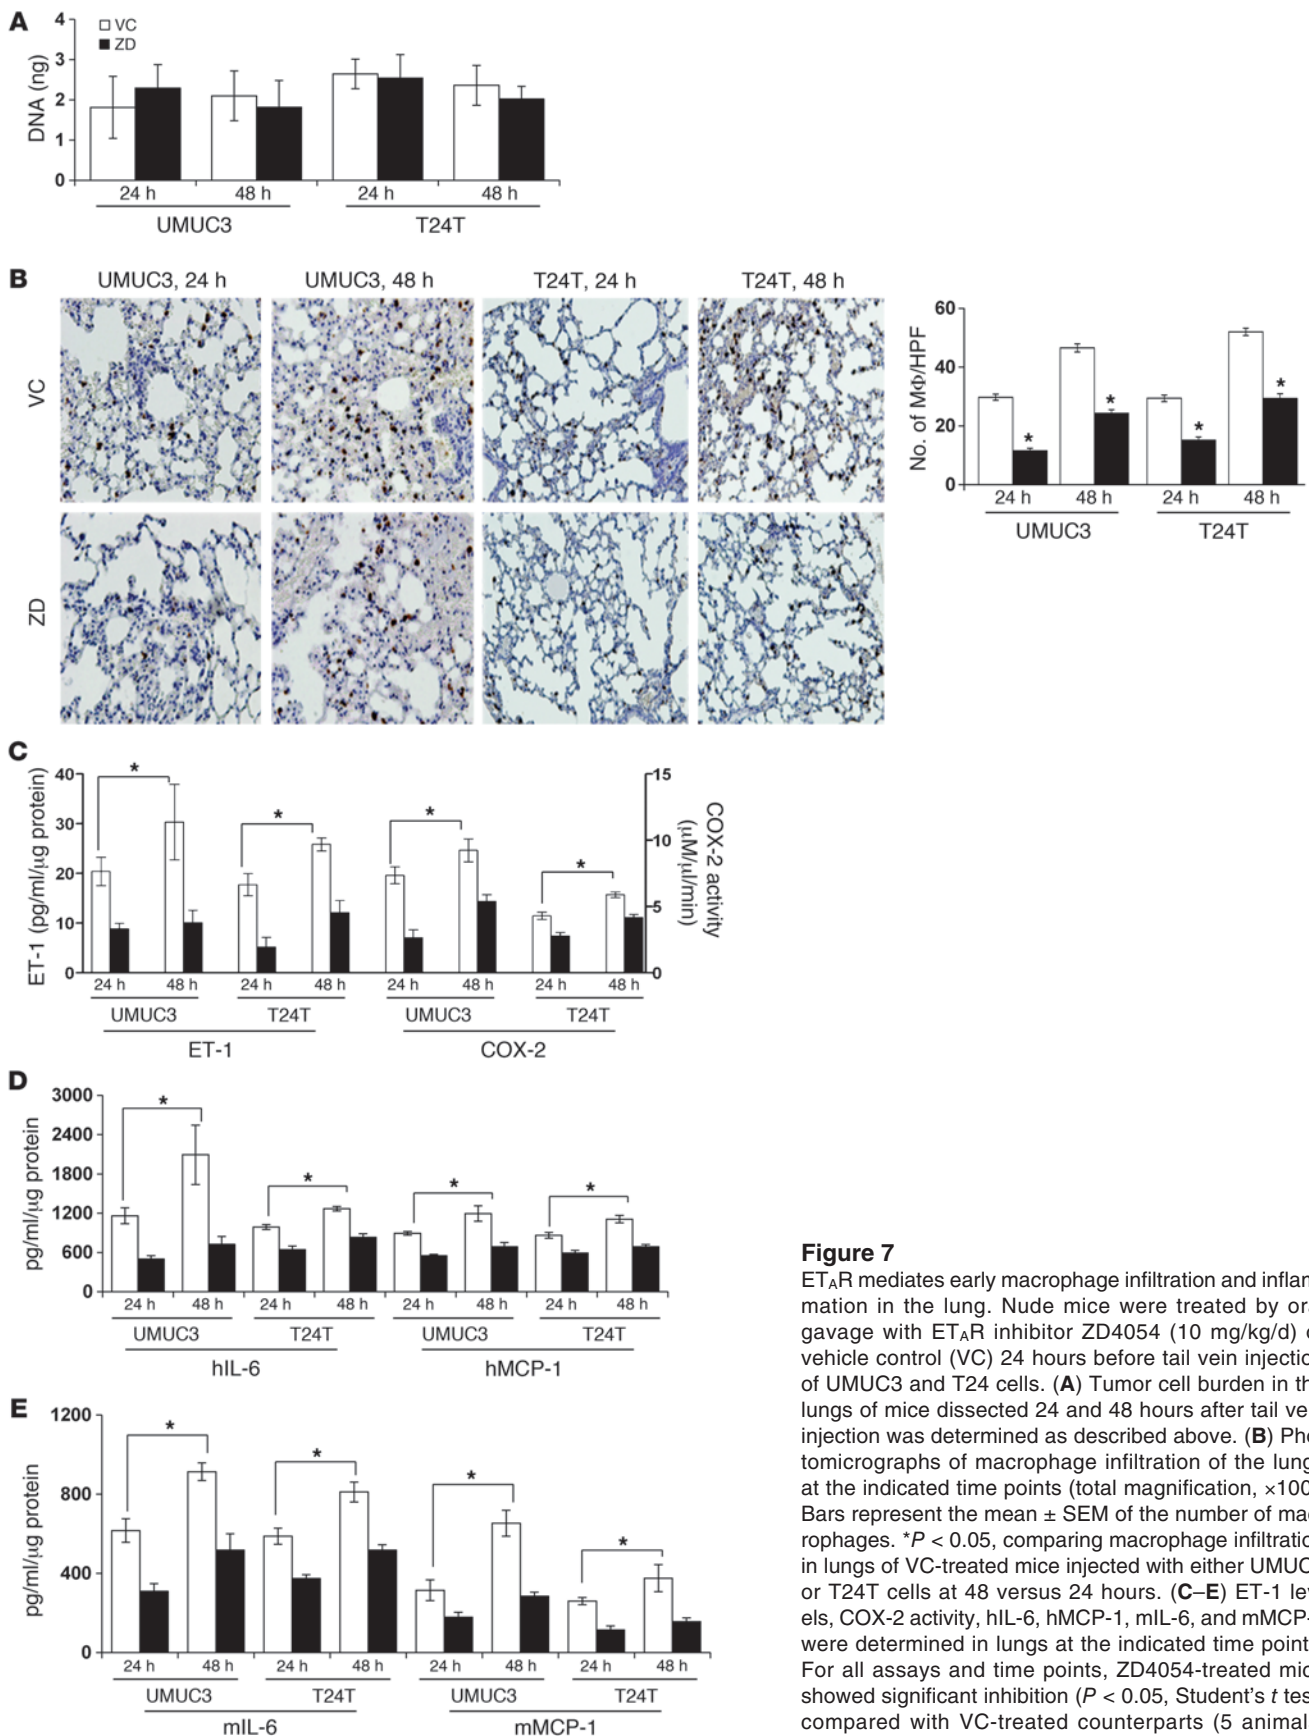 A
4
3
2
1
0
DNA (ng)
VC
ZD
24 h 48 h 24 h 48 h
UMUC3 T24T
B
UMUC3, 24 h UMUC3, 48 h T24T, 24 h T24T, 48 h
VC
ZD
60
40
20
0
No. of MΦ/HPF
* * * *
24 h 48 h 24 h 48 h
UMUC3 T24T
C
40
30
20
10
0
ET-1 (pg/ml/μg protein)
* * * *
15
10
5
0
COX-2 activity
(μM/μl/min)
24 h 48 h 24 h 48 h 24 h 48 h 24 h 48 h
UMUC3 T24T UMUC3 T24T
ET-1 COX-2
D
3000
2400
1800
1200
600
0
pg/ml/μg protein
* * * *
24 h 48 h 24 h 48 h 24 h 48 h 24 h 48 h
UMUC3 T24T UMUC3 T24T
hIL-6 hMCP-1
E
1200
800
400
0
pg/ml/μg protein
* * * *
24 h 48 h 24 h 48 h 24 h 48 h 24 h 48 h
UMUC3 T24T UMUC3 T24T
mIL-6 mMCP-1
Figure 7
ETAR mediates early macrophage infiltration and inflam
mation in the lung. Nude mice were treated by ora
gavage with ETAR inhibitor ZD4054 (10 mg/kg/d) o
vehicle control (VC) 24 hours before tail vein injection
of UMUC3 and T24 cells. (A) Tumor cell burden in th
lungs of mice dissected 24 and 48 hours after tail ve
injection was determined as described above. (B) Pho
tomicrographs of macrophage infiltration of the lung
at the indicated time points (total magnification, ×100
Bars represent the mean ± SEM of the number of mac
rophages. *P < 0.05, comparing macrophage infiltration
in lungs of VC-treated mice injected with either UMUC
or T24T cells at 48 versus 24 hours. (C–E) ET-1 lev
els, COX-2 activity, hIL-6, hMCP-1, mIL-6, and mMCP-
were determined in lungs at the indicated time point
For all assays and time points, ZD4054-treated mic
showed significant inhibition (P < 0.05, Student's t tes
compared with VC-treated counterparts (5 animal